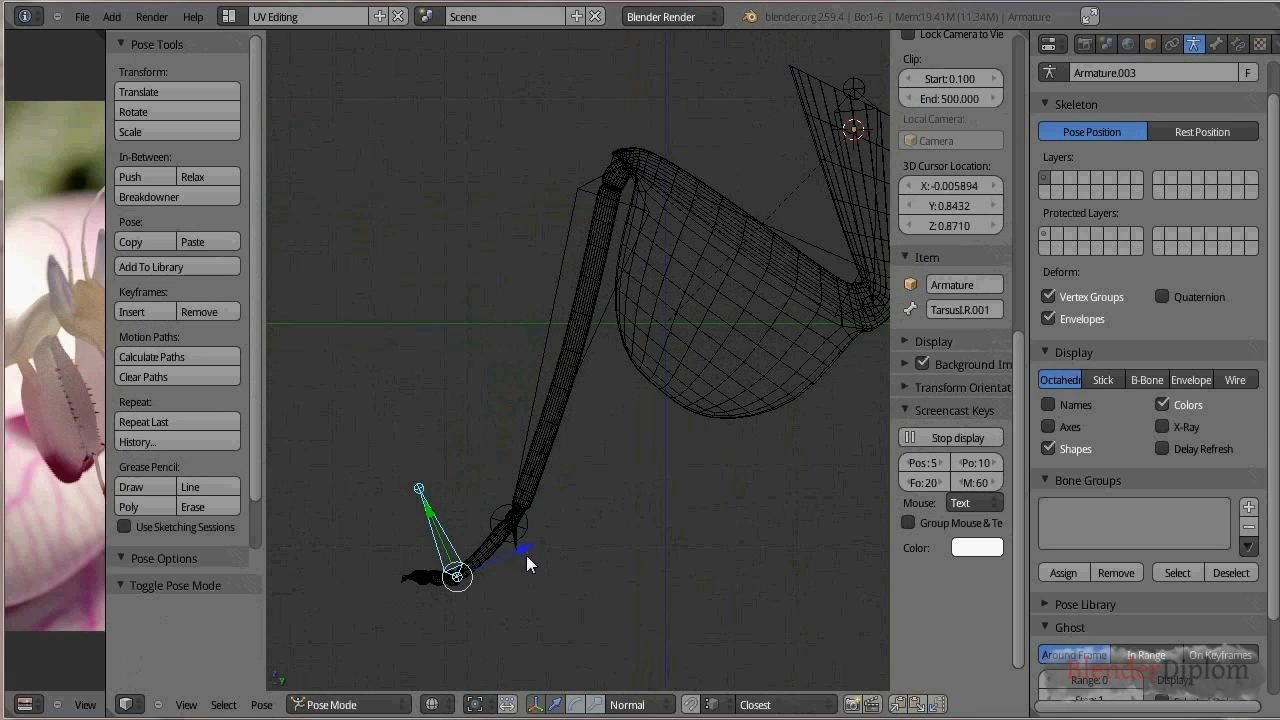 File Add Render Help
UV Editing
Scene
Blender Render
blender.org 259.4 | Bo:1-6 | Mem:19.41M (11.34M) | Armature
Pose Tools
Transform:
Translate
Rotate
Scale
In-Between:
Push Relax
Breakdowner
Pose:
Copy Paste
Add To Library
Keyframes:
Insert Remove
Motion Paths:
Calculate Paths
Clear Paths
Repeat:
Repeat Last
History...
Grease Pencil:
Draw Line
Poly Erase
Use Sketching Sessions
Pose Options
Toggle Pose Mode
Lock Camera to Vie
Clip:
Start: 0.100
End: 500.000
Local Camera:
Camera
3D Cursor Location:
X: -0.005894
Y: 0.8432
Z: 0.8710
Item
Armature
TarsusI.R.001
Display
Background Im
Transform Orientat
Screencast Keys
Stop display
Pos: 5 Po: 10
Fo: 20 M: 60
Mouse: Text
Group Mouse & Te
Color:
Armature.003 F
Skeleton
Pose Position Rest Position
Layers:
Protected Layers:
Deform:
Vertex Groups Quaternion
Envelopes
Display
Octahedr Stick B-Bone Envelope Wire
Names Colors
Axes X-Ray
Shapes Delay Refresh
Bone Groups
Assign Remove Select Deselect
Pose Library
Ghost
Around Frame In Range On Keyframes
Range: 0 Display:
BlenderDiplom
View
View Select Pose
Pose Mode
Normal
Closest
z
y